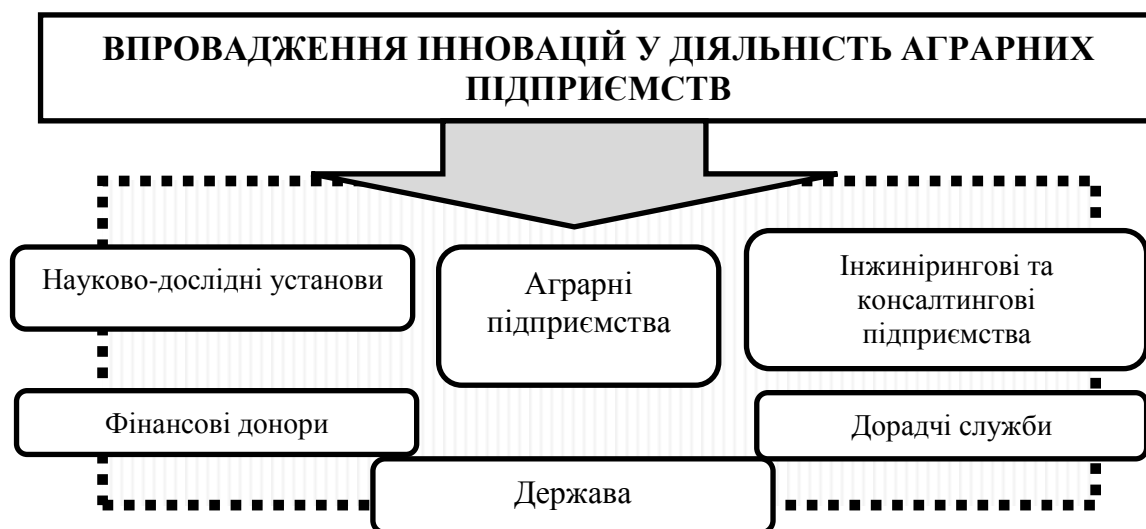 ВПРОВАДЖЕННЯ ІННОВАЦІЙ У ДІЯЛЬНІСТЬ АГРАРНИХ
ПІДПРИЄМСТВ
Науково-дослідні установи
Аграрні
підприємства
Інжинірингові та
консалтингові
підприємства
Фінансові донори
Дорадчі служби
Держава